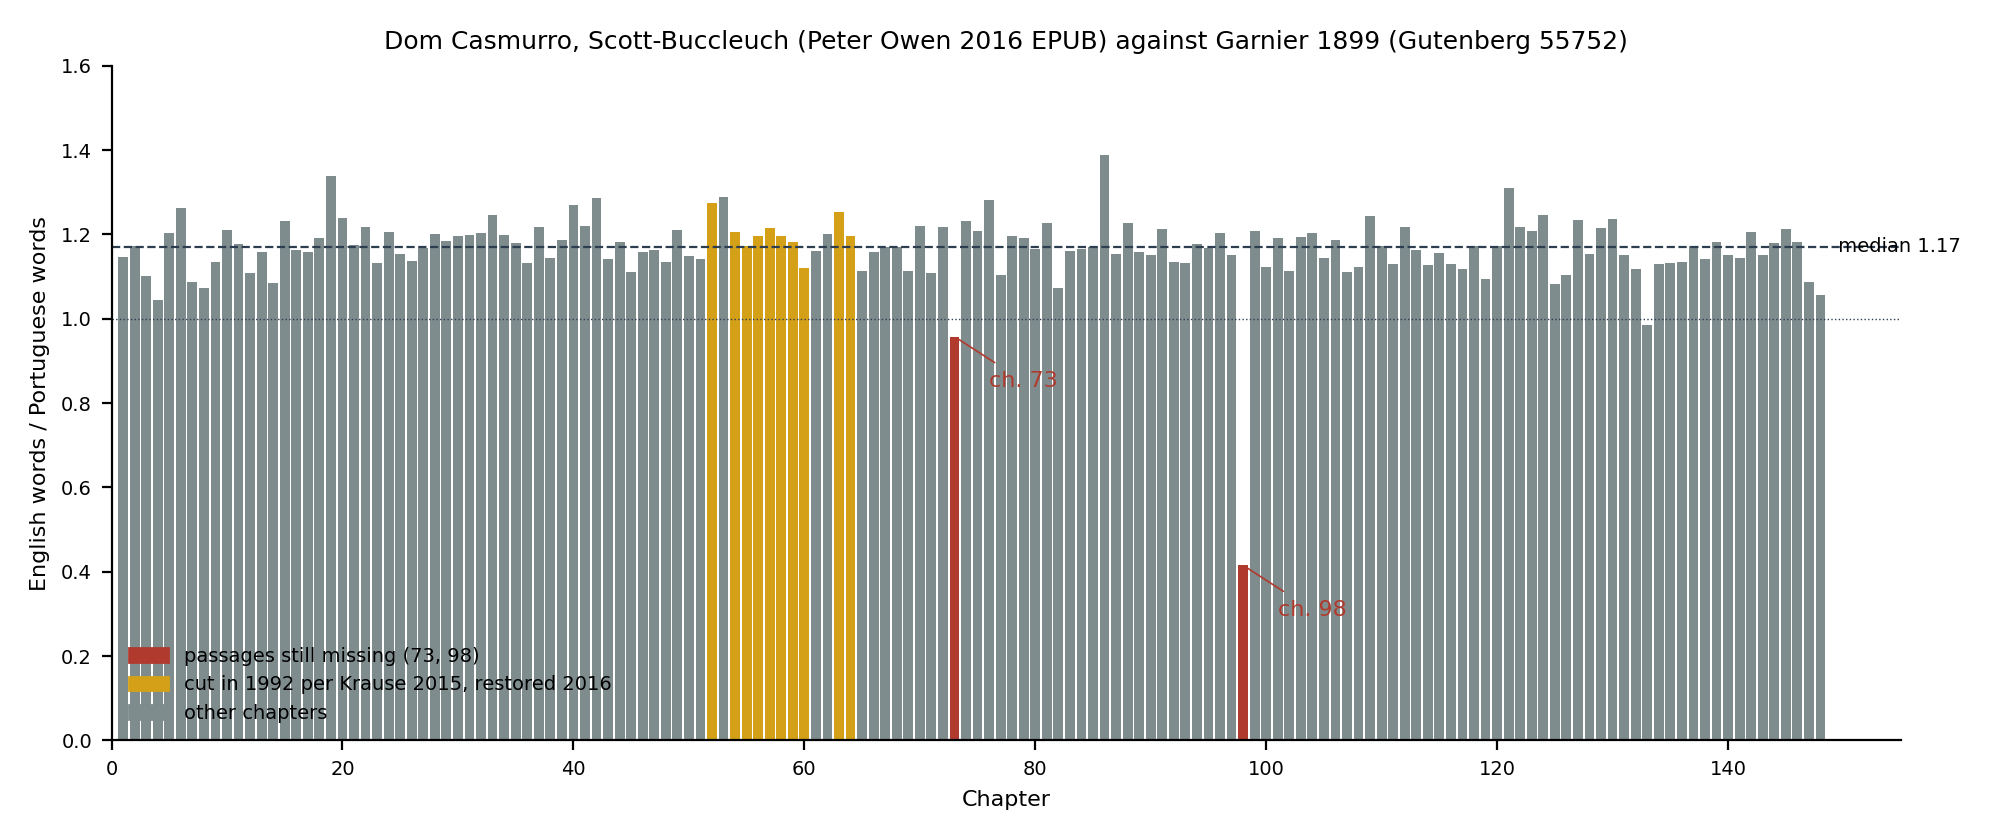 Dom Casmurro, Scott-Buccleuch (Peter Owen 2016 EPUB) against Garnier 1899 (Gutenberg 55752)
English words / Portuguese words
1.6
1.4
1.2
1.0
0.8
0.6
0.4
0.2
0.0
median 1.17
ch. 73
ch. 98
passages still missing (73, 98)
cut in 1992 per Krause 2015, restored 2016
other chapters
0
20
40
60
80
100
120
140
Chapter